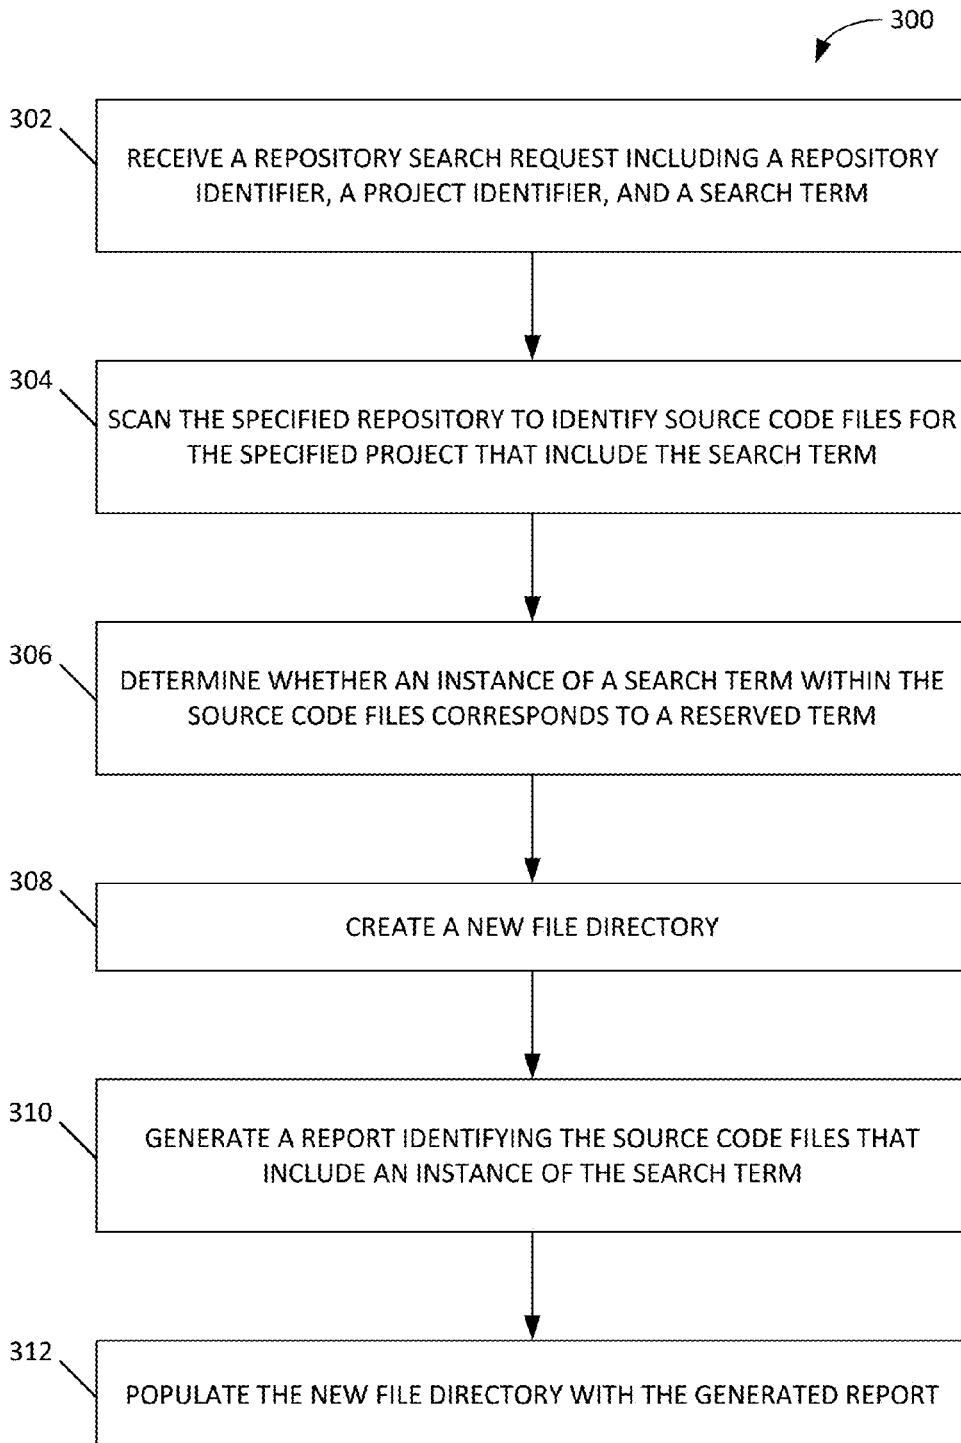 300
302
RECEIVE A REPOSITORY SEARCH REQUEST INCLUDING A REPOSITORY
IDENTIFIER, A PROJECT IDENTIFIER, AND A SEARCH TERM
304
SCAN THE SPECIFIED REPOSITORY TO IDENTIFY SOURCE CODE FILES FOR
THE SPECIFIED PROJECT THAT INCLUDE THE SEARCH TERM
306
DETERMINE WHETHER AN INSTANCE OF A SEARCH TERM WITHIN THE
SOURCE CODE FILES CORRESPONDS TO A RESERVED TERM
308
CREATE A NEW FILE DIRECTORY
310
GENERATE A REPORT IDENTIFYING THE SOURCE CODE FILES THAT
INCLUDE AN INSTANCE OF THE SEARCH TERM
312
POPULATE THE NEW FILE DIRECTORY WITH THE GENERATED REPORT